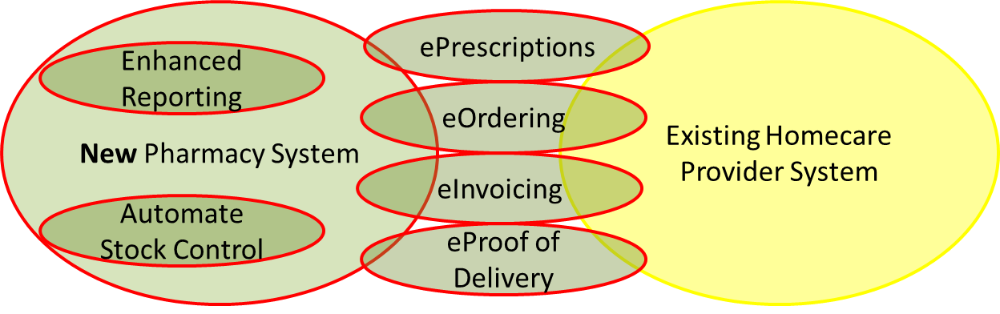 Enhanced
Reporting
New Pharmacy System
Automate
Stock Control
ePrescriptions
eOrdering
eInvoicing
eProof of
Delivery
Existing Homecare
Provider System